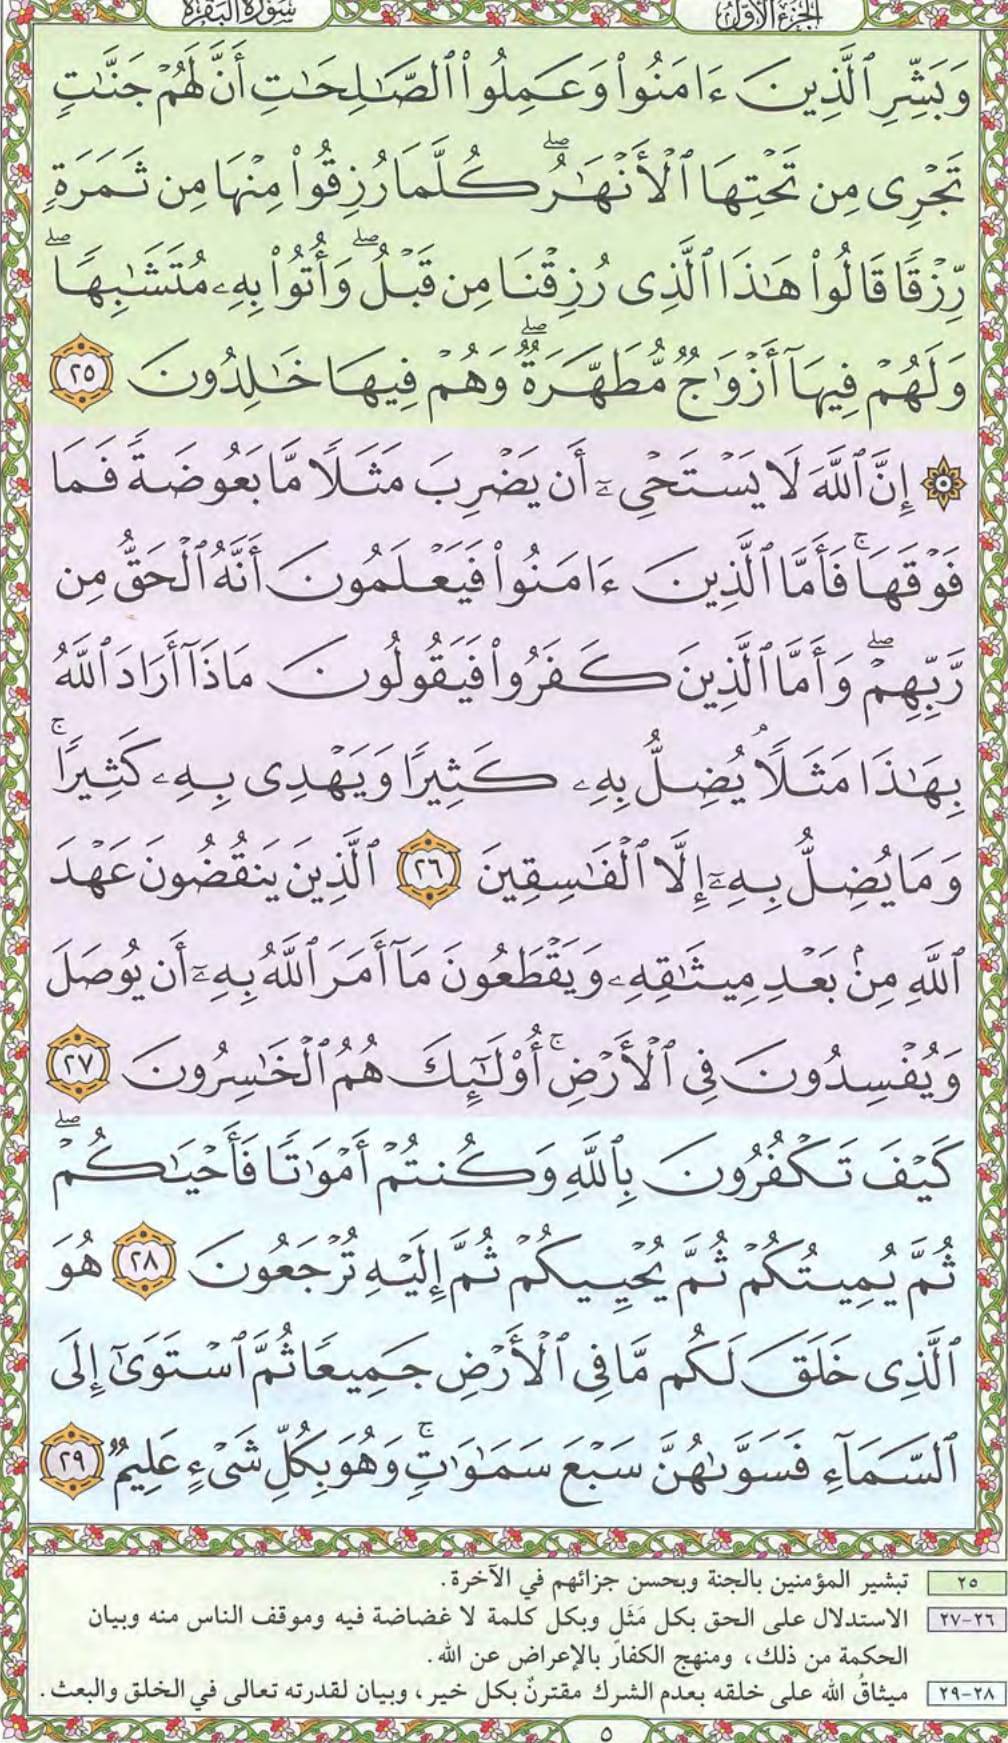 الجزء الأول سورة البقرة
وَبَشِّرِ ٱلَّذِينَ ءَامَنُوا۟ وَعَمِلُوا۟ ٱلصَّـٰلِحَـٰتِ أَنَّ لَهُمْ جَنَّـٰتٍ
تَجْرِى مِن تَحْتِهَا ٱلْأَنْهَـٰرُ ۖ كُلَّمَا رُزِقُوا۟ مِنْهَا مِن ثَمَرَةٍ
رِّزْقًا قَالُوا۟ هَـٰذَا ٱلَّذِى رُزِقْنَا مِن قَبْلُ ۖ وَأُتُوا۟ بِهِۦ مُتَشَـٰبِهًا ۖ
وَلَهُمْ فِيهَآ أَزْوَٰجٌ مُّطَهَّرَةٌ ۖ وَهُمْ فِيهَا خَـٰلِدُونَ ٢٥
۞ إِنَّ ٱللَّهَ لَا يَسْتَحْىِۦٓ أَن يَضْرِبَ مَثَلًا مَّا بَعُوضَةً فَمَا
فَوْقَهَا ۚ فَأَمَّا ٱلَّذِينَ ءَامَنُوا۟ فَيَعْلَمُونَ أَنَّهُ ٱلْحَقُّ مِن
رَّبِّهِمْ ۖ وَأَمَّا ٱلَّذِينَ كَفَرُوا۟ فَيَقُولُونَ مَاذَآ أَرَادَ ٱللَّهُ
بِهَـٰذَا مَثَلًا ۘ يُضِلُّ بِهِۦ كَثِيرًا وَيَهْدِى بِهِۦ كَثِيرًا ۚ
وَمَا يُضِلُّ بِهِۦٓ إِلَّا ٱلْفَـٰسِقِينَ ٢٦ ٱلَّذِينَ يَنقُضُونَ عَهْدَ
ٱللَّهِ مِنۢ بَعْدِ مِيثَـٰقِهِۦ وَيَقْطَعُونَ مَآ أَمَرَ ٱللَّهُ بِهِۦٓ أَن يُوصَلَ
وَيُفْسِدُونَ فِى ٱلْأَرْضِ ۚ أُو۟لَـٰٓئِكَ هُمُ ٱلْخَـٰسِرُونَ ٢٧
كَيْفَ تَكْفُرُونَ بِٱللَّهِ وَكُنتُمْ أَمْوَٰتًا فَأَحْيَـٰكُمْ ۖ
ثُمَّ يُمِيتُكُمْ ثُمَّ يُحْيِيكُمْ ثُمَّ إِلَيْهِ تُرْجَعُونَ ٢٨ هُوَ
ٱلَّذِى خَلَقَ لَكُم مَّا فِى ٱلْأَرْضِ جَمِيعًا ثُمَّ ٱسْتَوَىٰٓ إِلَى
ٱلسَّمَآءِ فَسَوَّىٰهُنَّ سَبْعَ سَمَـٰوَٰتٍ ۚ وَهُوَ بِكُلِّ شَىْءٍ عَلِيمٌ ٢٩
٢٥ تبشير المؤمنين بالجنة وبحسن جزائهم في الآخرة.
٢٦-٢٧ الاستدلال على الحق بكل مَثَلٍ وبكل كلمة لا غضاضة فيه وموقف الناس منه وبيان
الحكمة من ذلك، ومنهج الكفار بالإعراض عن الله.
٢٨-٢٩ ميثاقُ الله على خلقه بعدم الشرك مقترنٌ بكل خير، وبيان لقدرته تعالى في الخلق والبعث.
٥